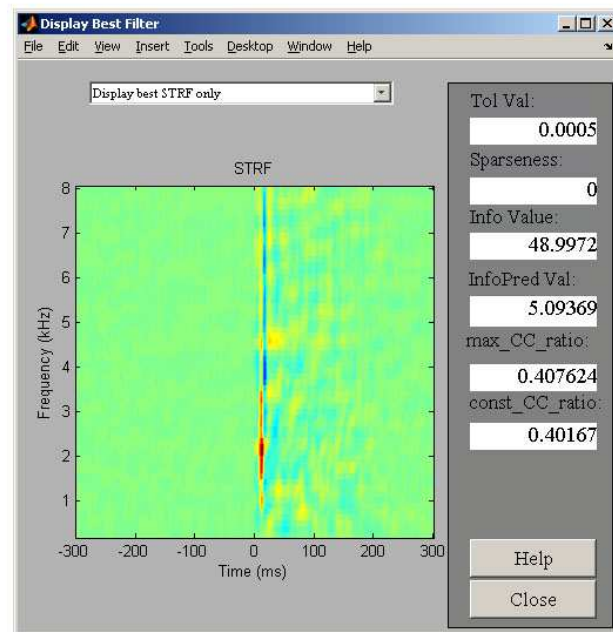 Display Best Filter
File Edit View Insert Tools Desktop Window Help
Display best STRF only
STRF
8
7
6
5
4
3
2
1
Frequency (kHz)
-300 -200 -100 0 100 200 300
Time (ms)
Tol Val:
0.0005
Sparseness:
0
Info Value:
48.9972
InfoPred Val:
5.09369
max_CC_ratio:
0.407624
const_CC_ratio:
0.40167
Help
Close